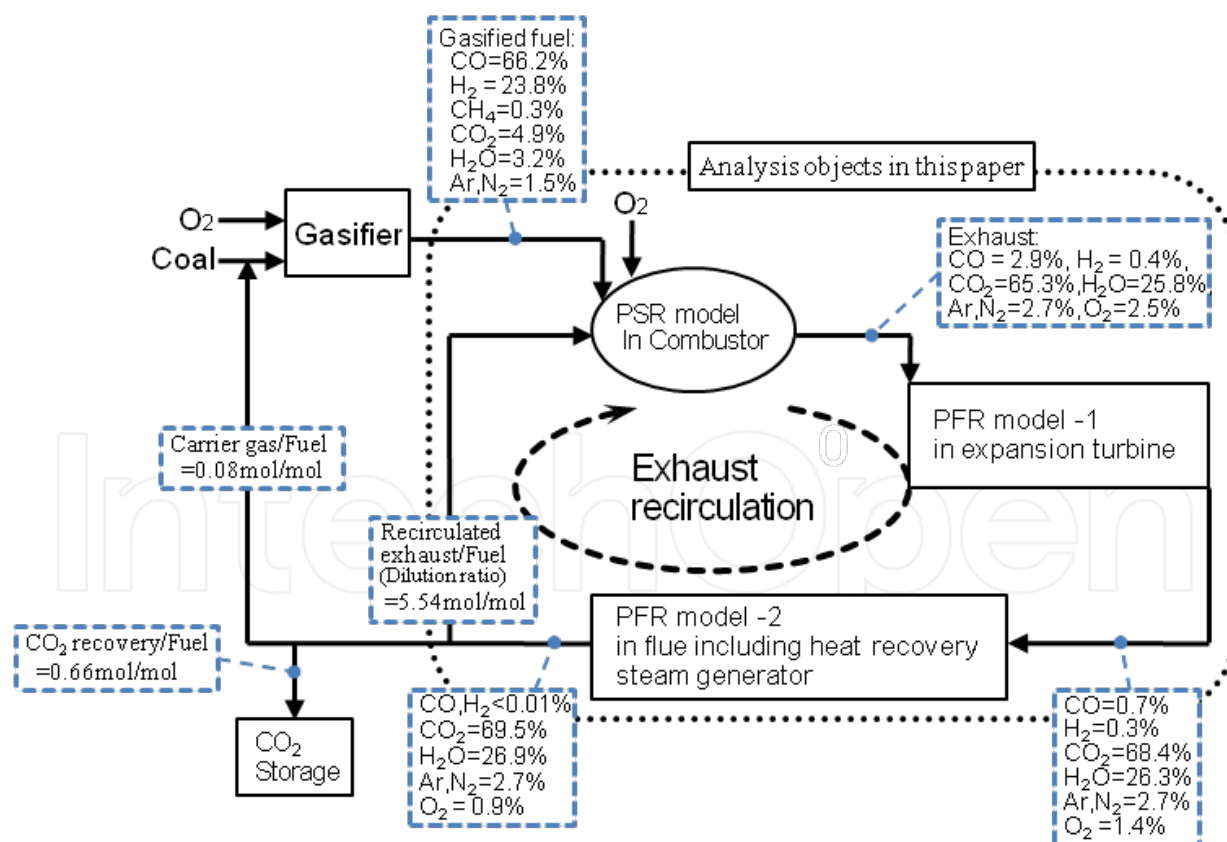 Gasified fuel:
CO=66.2%
H₂ = 23.8%
CH₄=0.3%
CO₂=4.9%
H₂O=3.2%
Ar,N₂=1.5%
Analysis objects in this paper
O₂
O₂
Coal
Gasifier
Exhaust:
CO = 2.9%, H₂ = 0.4%,
CO₂=65.3%,H₂O=25.8%,
Ar,N₂=2.7%,O₂=2.5%
PSR model
In Combustor
PFR model -1
in expansion turbine
Carrier gas/Fuel
=0.08mol/mol
Exhaust
recirculation
0
IntechOpen
Recirculated
exhaust/Fuel
(Dilution ratio)
=5.54mol/mol
PFR model -2
in flue including heat recovery
steam generator
CO₂ recovery/Fuel
=0.66mol/mol
CO₂
Storage
CO,H₂<0.01%
CO₂=69.5%
H₂O=26.9%
Ar,N₂=2.7%
O₂ = 0.9%
CO=0.7%
H₂=0.3%
CO₂=68.4%
H₂O=26.3%
Ar,N₂=2.7%
O₂ =1.4%